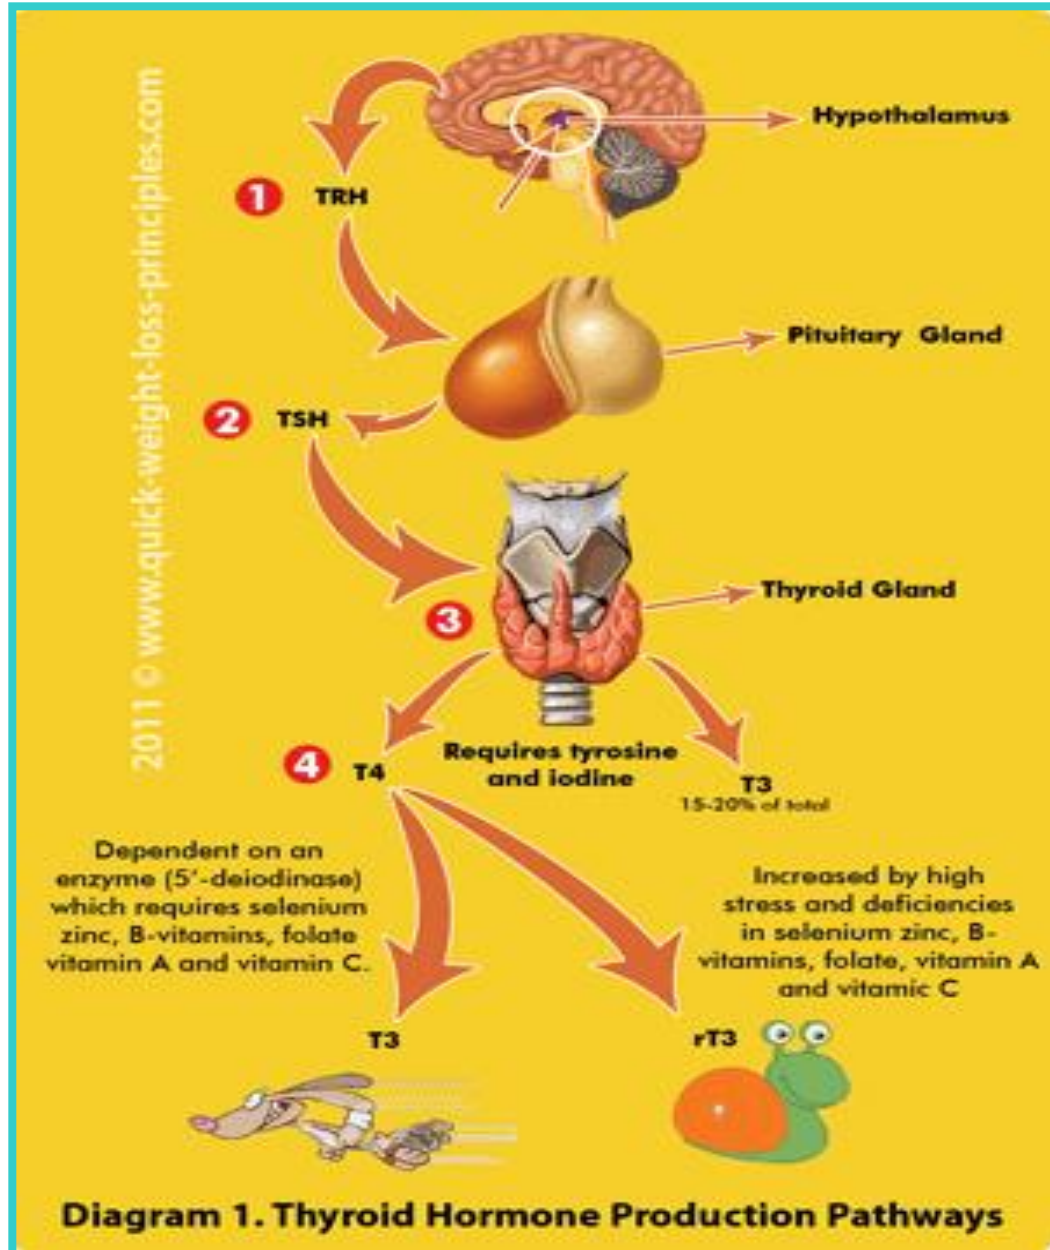 2011 © www.quick-weight-loss-principles.com
Hypothalamus
1 TRH
Pituitary Gland
2 TSH
Thyroid Gland
3
4 T4
Requires tyrosine
and iodine
T3
15-20% of total
Dependent on an
enzyme (5'-deiodinase)
which requires selenium
zinc, B-vitamins, folate
vitamin A and vitamin C.
Increased by high
stress and deficiencies
in selenium zinc, B-
vitamins, folate, vitamin A
and vitamic C
T3
rT3
Diagram 1. Thyroid Hormone Production Pathways